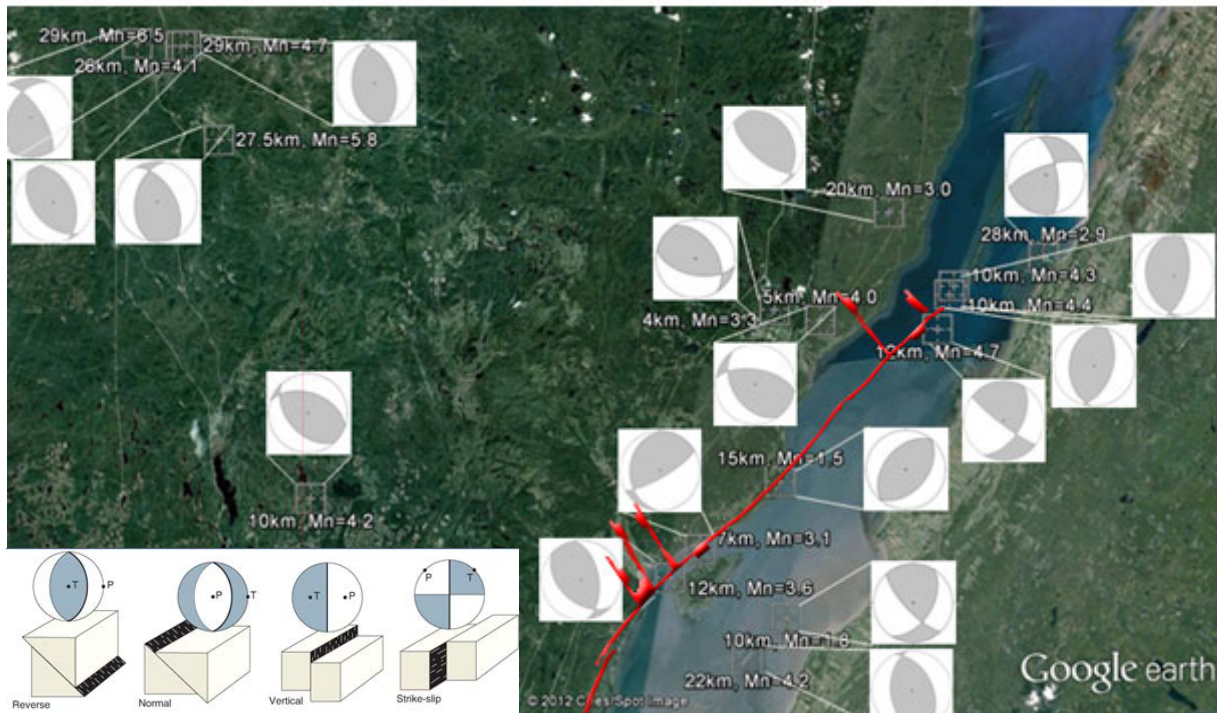 29km, Mn=6.5
29km, Mn=4.7
28km, Mn=4.1
27.5km, Mn=5.8
20km, Mn=3.0
28km, Mn=2.9
10km, Mn=4.3
10km, Mn=4.4
5km, Mn=4.0
4km, Mn=3.3
12km, Mn=4.7
15km, Mn=1.5
10km, Mn=4.2
7km, Mn=3.1
12km, Mn=3.6
10km, Mn=1.8
22km, Mn=4.2
T P
P T
T P
P T
Reverse
Normal
Vertical
Strike-slip
Google earth
© 2012 Cnes/Spot Image